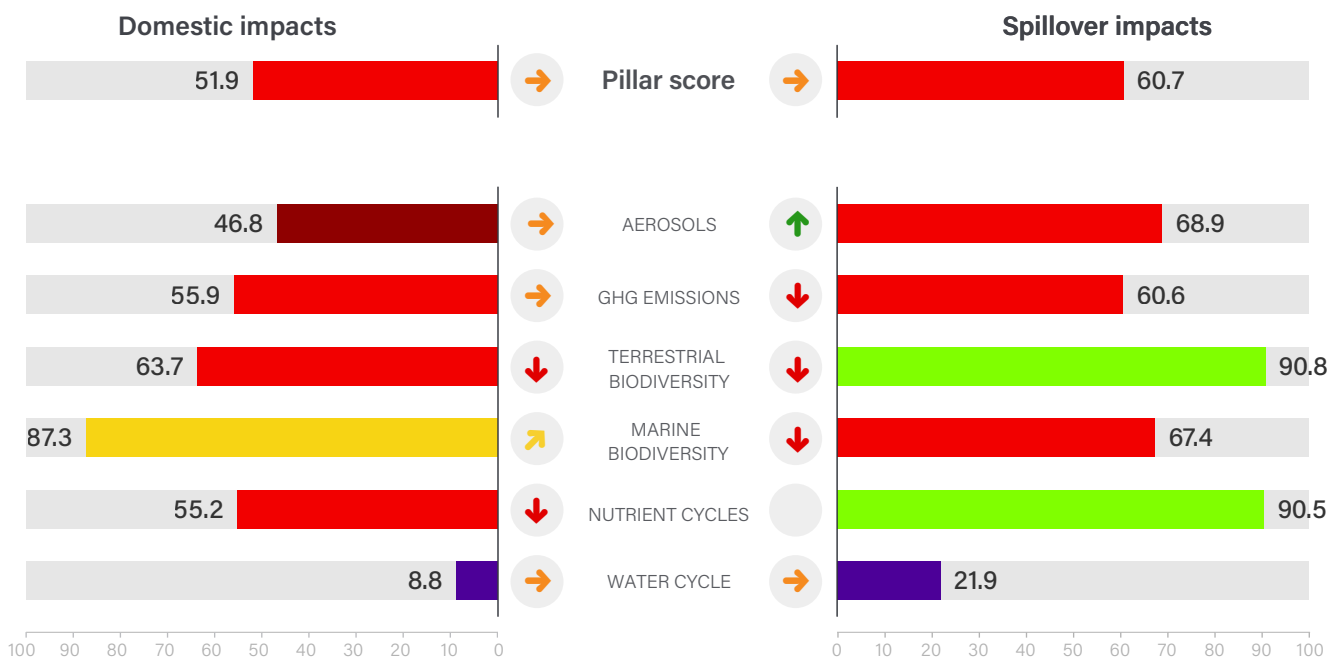 Domestic impacts
Spillover impacts
51.9
Pillar score
60.7
46.8
AEROSOLS
68.9
55.9
GHG EMISSIONS
60.6
63.7
TERRESTRIAL
BIODIVERSITY
90.8
87.3
MARINE
BIODIVERSITY
67.4
55.2
NUTRIENT CYCLES
90.5
8.8
WATER CYCLE
21.9
100 90 80 70 60 50 40 30 20 10 0
0 10 20 30 40 50 60 70 80 90 100